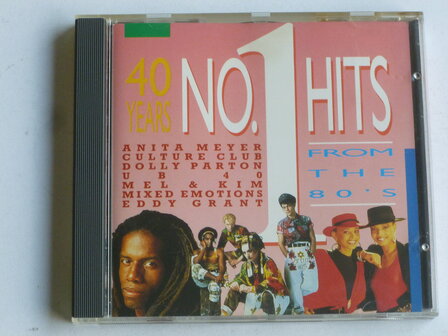 40 YEARS
NO. 1 HITS
FROM
THE
80'S
ANITA MEYER
CULTURE CLUB
DOLLY PARTON
UB 40
MEL & KIM
MIXED EMOTIONS
EDDY GRANT